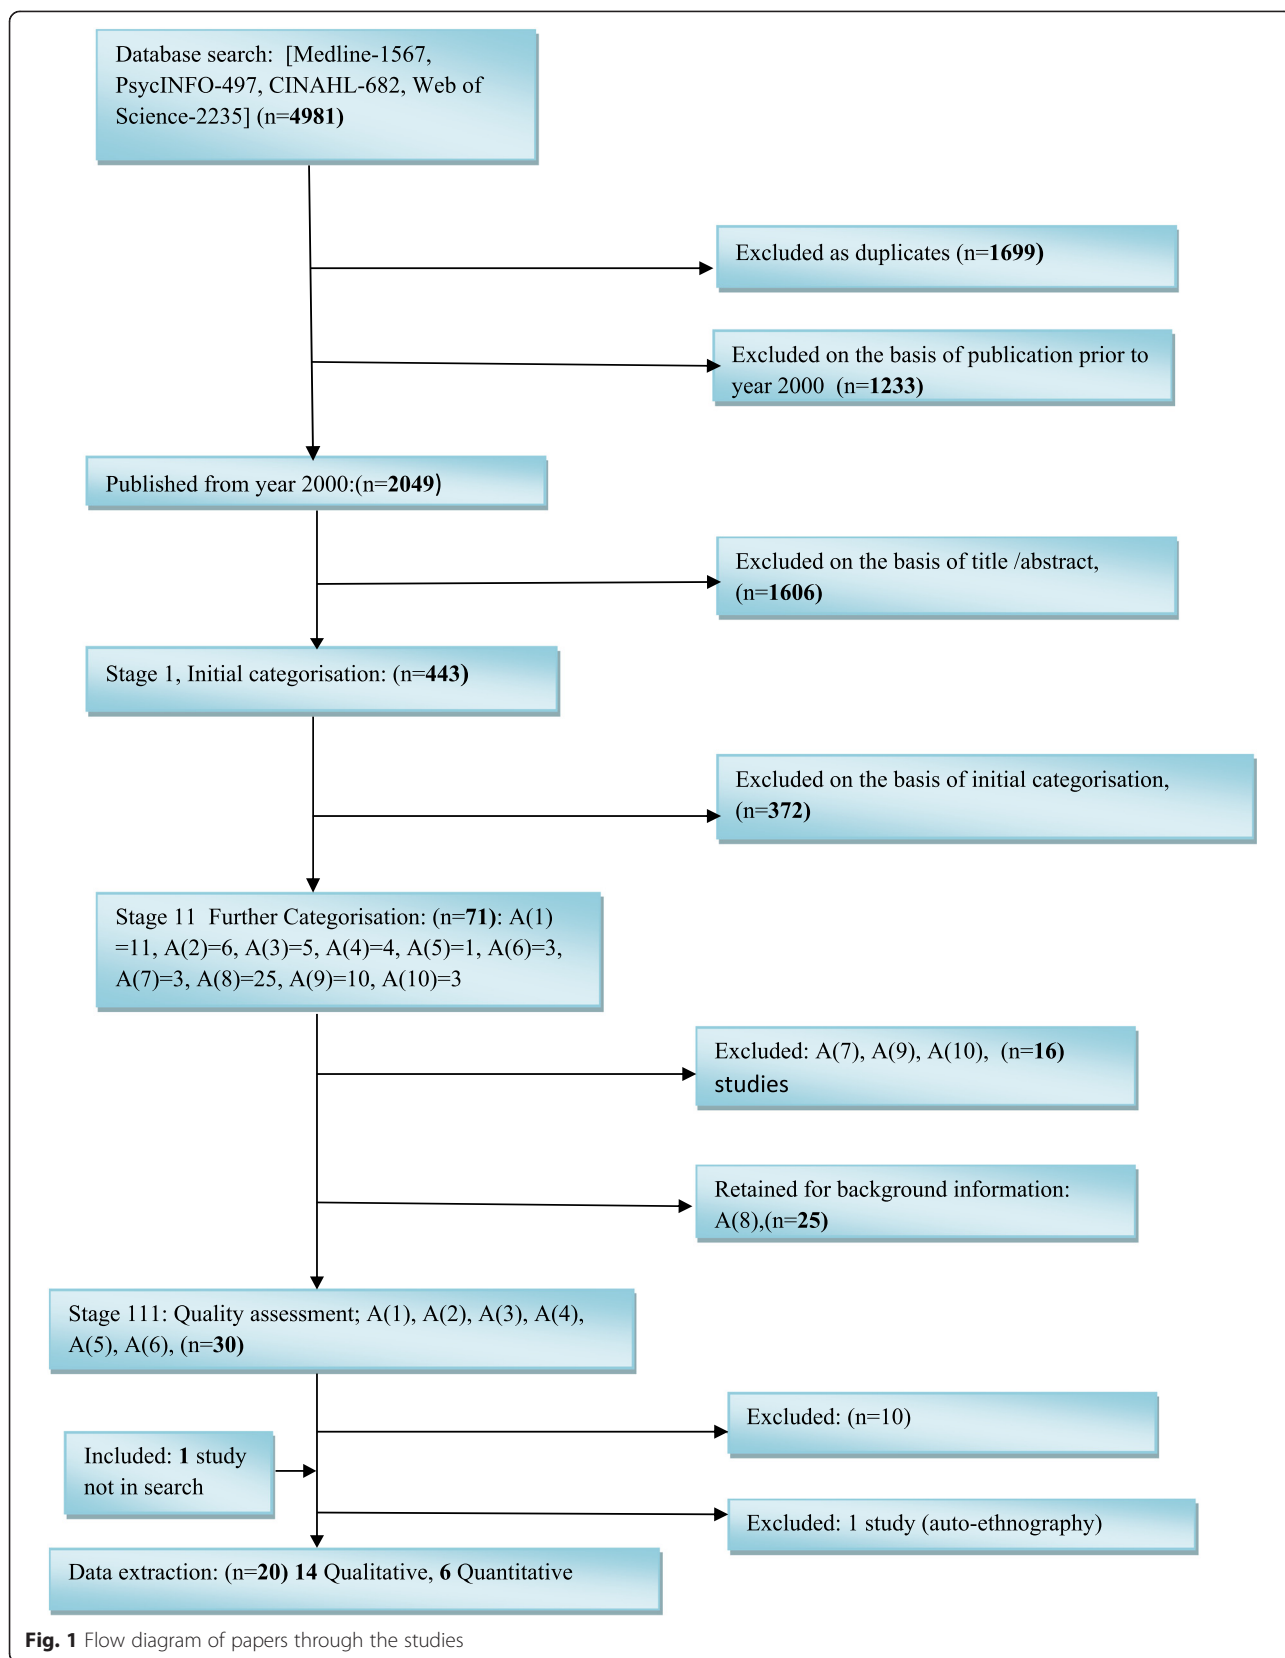 Database search: [Medline-1567,
PsycINFO-497, CINAHL-682, Web of
Science-2235] (n=4981)
Excluded as duplicates (n=1699)
Excluded on the basis of publication prior to
year 2000 (n=1233)
Published from year 2000:(n=2049)
Excluded on the basis of title /abstract,
(n=1606)
Stage 1, Initial categorisation: (n=443)
Excluded on the basis of initial categorisation,
(n=372)
Stage 11 Further Categorisation: (n=71): A(1)
=11, A(2)=6, A(3)=5, A(4)=4, A(5)=1, A(6)=3,
A(7)=3, A(8)=25, A(9)=10, A(10)=3
Excluded: A(7), A(9), A(10), (n=16)
studies
Retained for background information:
A(8),(n=25)
Stage 111: Quality assessment; A(1), A(2), A(3), A(4),
A(5), A(6), (n=30)
Excluded: (n=10)
Included: 1 study
not in search
Excluded: 1 study (auto-ethnography)
Data extraction: (n=20) 14 Qualitative, 6 Quantitative
Fig. 1 Flow diagram of papers through the studies